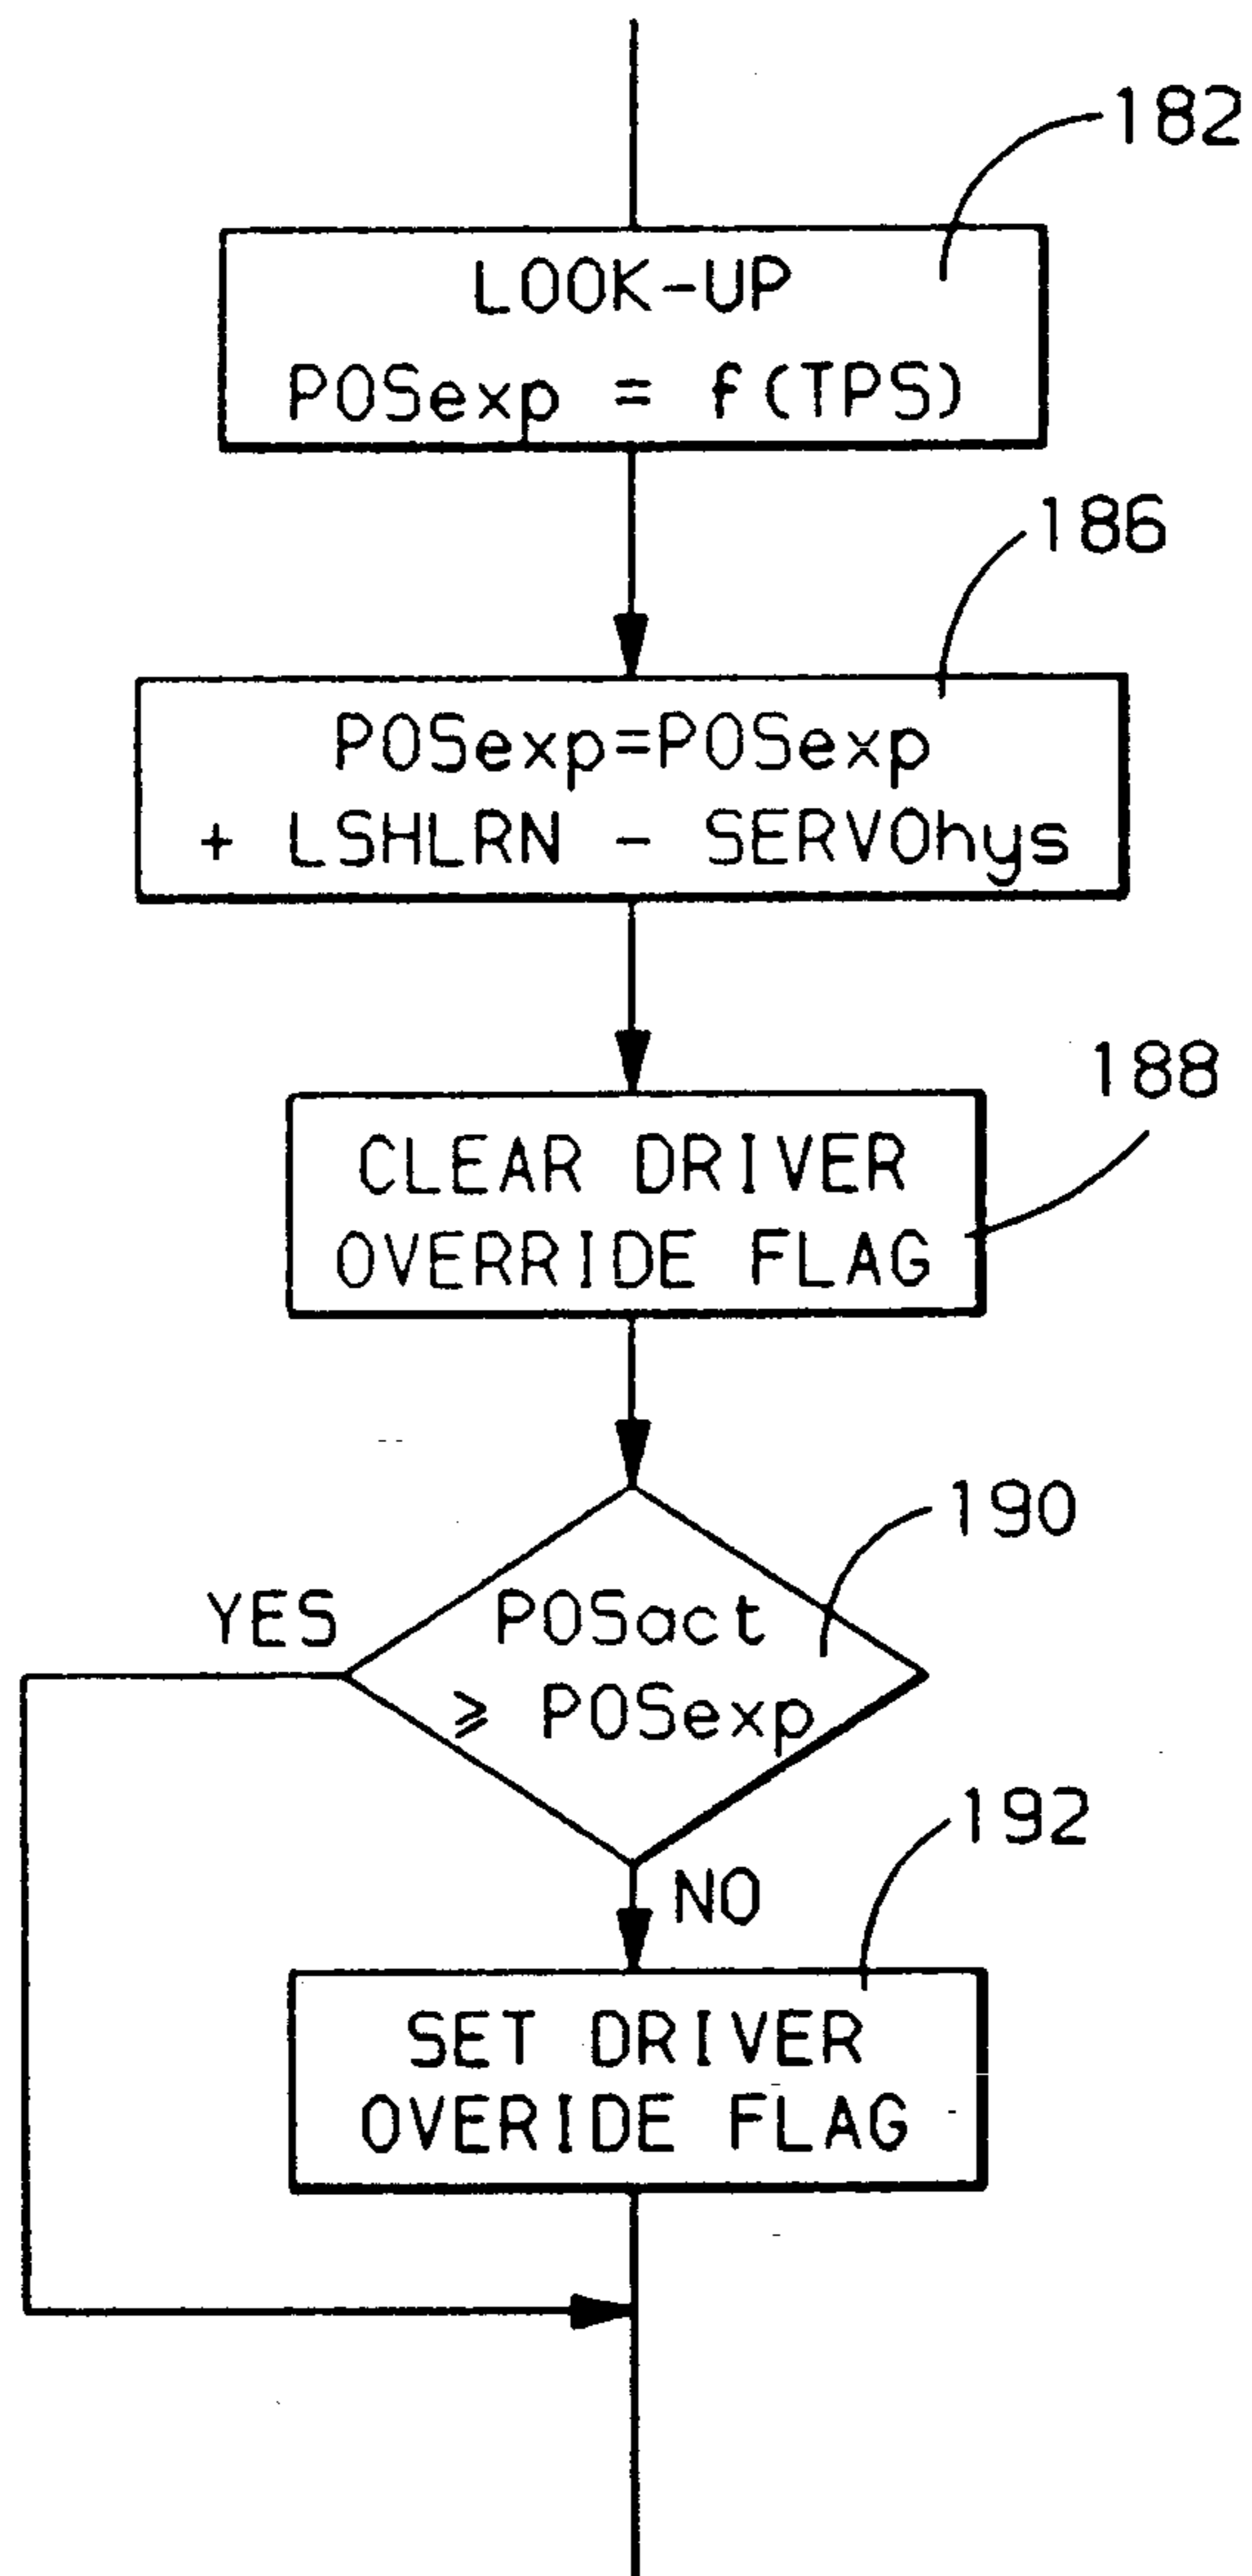 182
LOOK-UP
POSexp = f(TPS)
186
POSexp=POSexp
+ LSHLRN - SERVOhys
188
CLEAR DRIVER
OVERRIDE FLAG
190
YES
POSact
⩾ POSexp
192
NO
SET DRIVER
OVERIDE FLAG